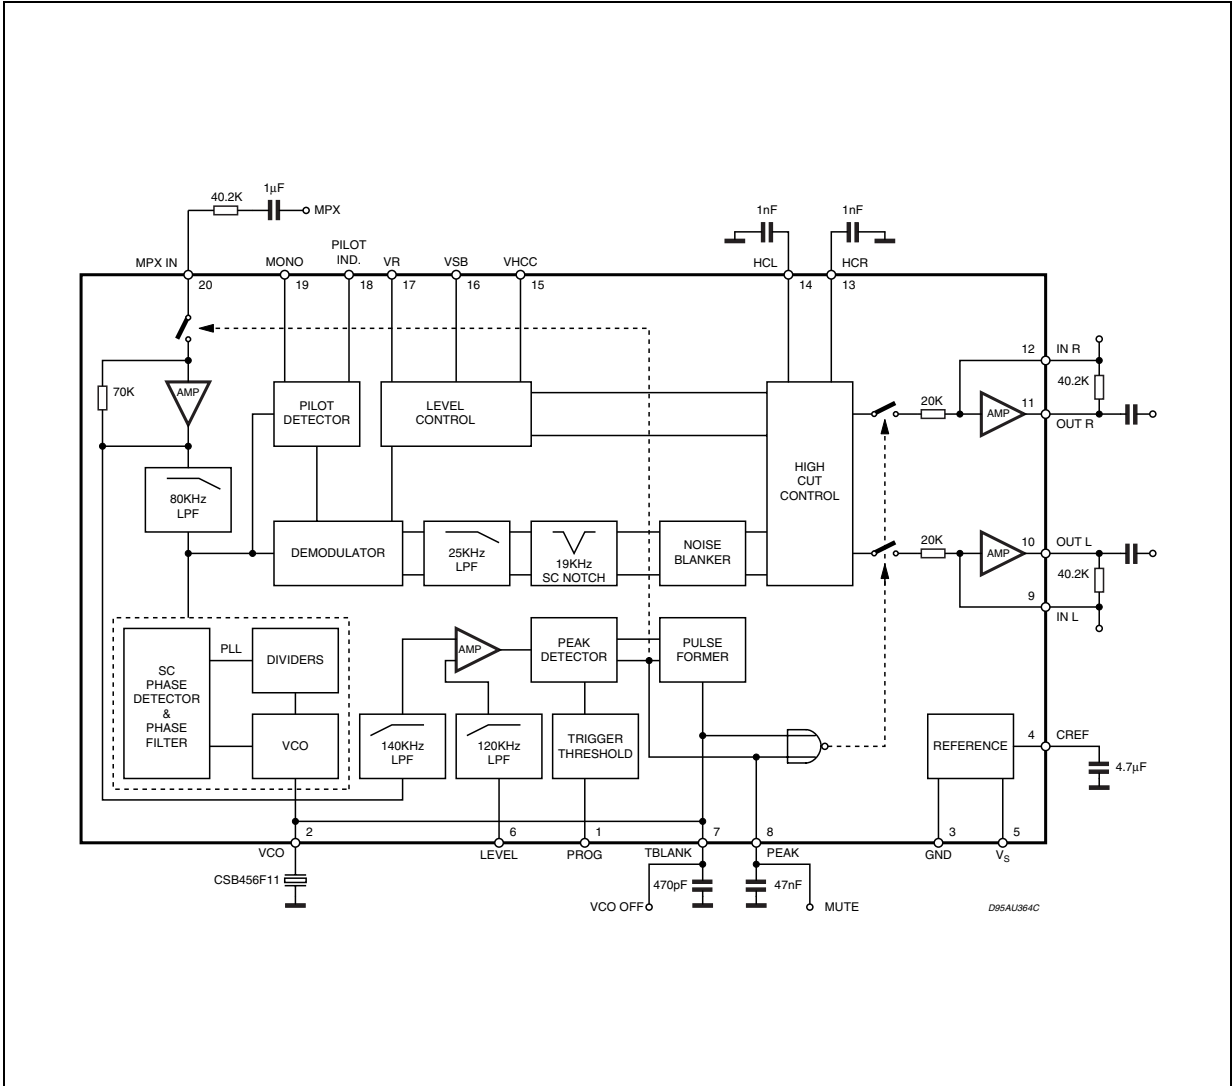 40.2K
1µF
MPX
1nF
1nF
MPX IN
MONO
PILOT
IND.
VR
VSB
VHCC
HCL
HCR
20
19
18
17
16
15
14
13
12
IN R
70K
AMP
PILOT
DETECTOR
LEVEL
CONTROL
20K
AMP
40.2K
11
OUT R
80KHz
LPF
HIGH
CUT
CONTROL
DEMODULATOR
25KHz
LPF
19KHz
SC NOTCH
NOISE
BLANKER
20K
AMP
10
OUT L
40.2K
9
IN L
SC
PHASE
DETECTOR
&
PHASE
FILTER
PLL
DIVIDERS
VCO
AMP
PEAK
DETECTOR
PULSE
FORMER
140KHz
LPF
120KHz
LPF
TRIGGER
THRESHOLD
REFERENCE
4
CREF
4.7µF
2
6
1
7
8
3
5
VCO
LEVEL
PROG
TBLANK
PEAK
GND
VS
CSB456F11
470pF
47nF
VCO OFF
MUTE
D95AU364C